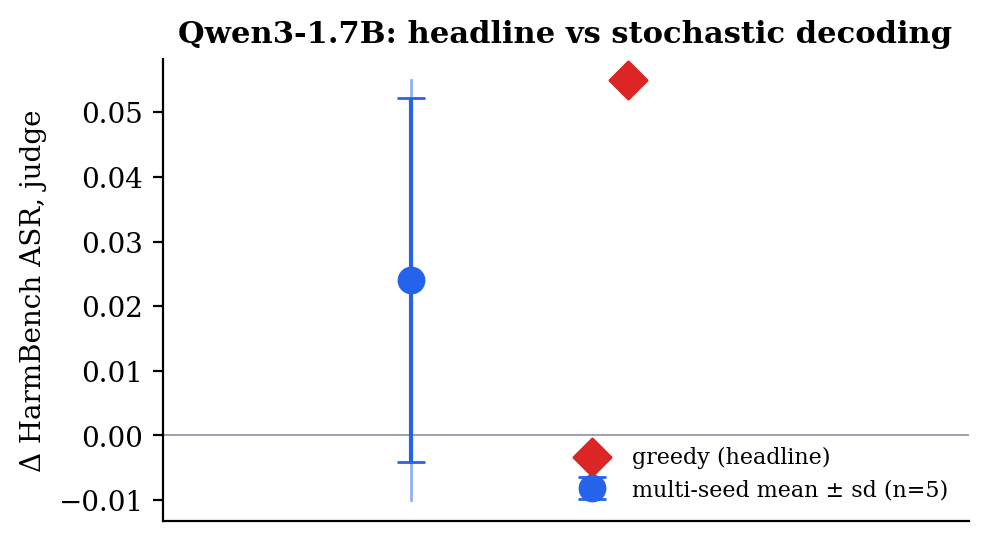 Qwen3-1.7B: headline vs stochastic decoding
Δ HarmBench ASR, judge
0.05
0.04
0.03
0.02
0.01
0.00
−0.01
greedy (headline)
multi-seed mean ± sd (n=5)